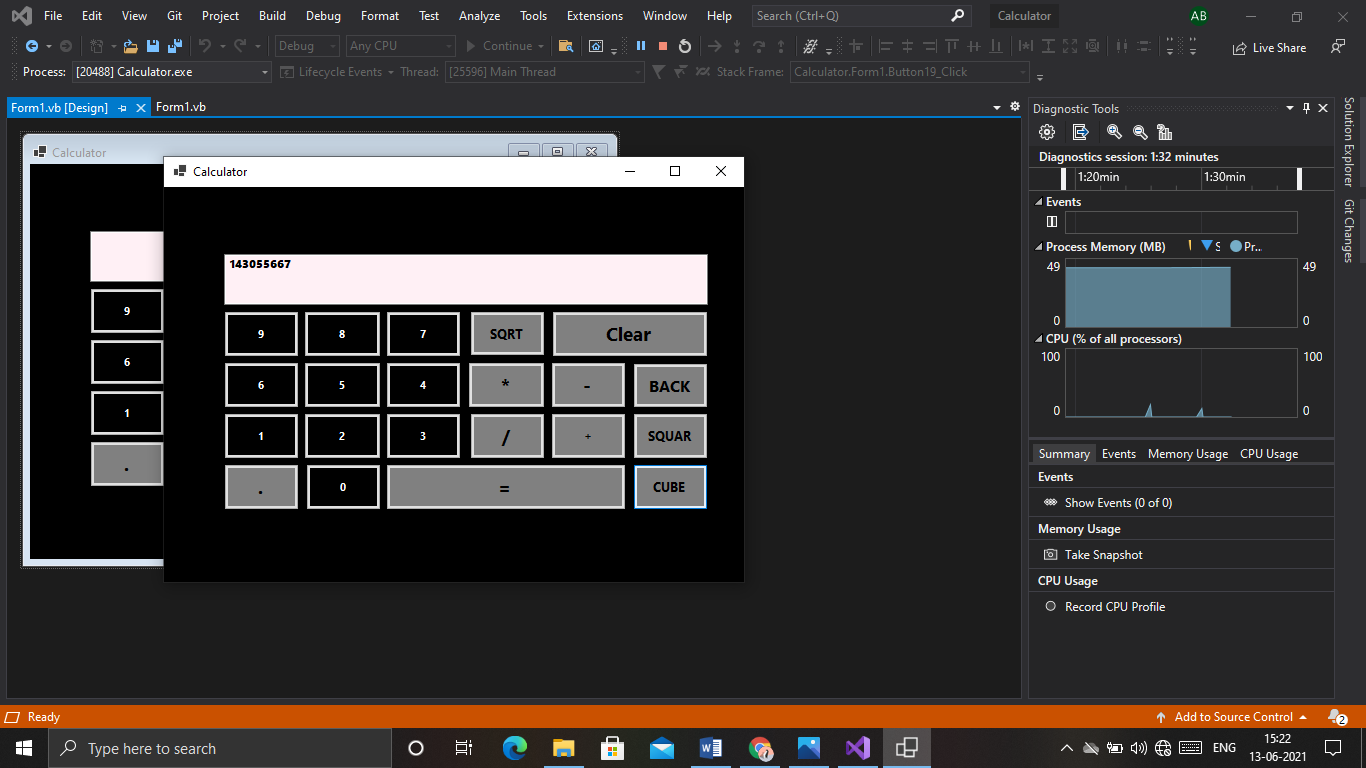 File Edit View Git Project Build Debug Format Test Analyze Tools Extensions Window Help Search (Ctrl+Q) Calculator AB
Debug Any CPU Continue Live Share
Process: [20488] Calculator.exe Lifecycle Events Thread: [25596] Main Thread Stack Frame: Calculator.Form1.Button19_Click
Form1.vb [Design] Form1.vb
Calculator
9
6
1
.
Calculator
143055667
9 8 7 SQRT Clear
6 5 4 * - BACK
1 2 3 / + SQUAR
. 0 = CUBE
Diagnostic Tools
Diagnostics session: 1:32 minutes
1:20min 1:30min
Events
Process Memory (MB) S Pr...
49 49
0 0
CPU (% of all processors)
100 100
0 0
Summary Events Memory Usage CPU Usage
Events
Show Events (0 of 0)
Memory Usage
Take Snapshot
CPU Usage
Record CPU Profile
Solution Explorer
Git Changes
Ready Add to Source Control 2
Type here to search ENG 15:22
13-06-2021